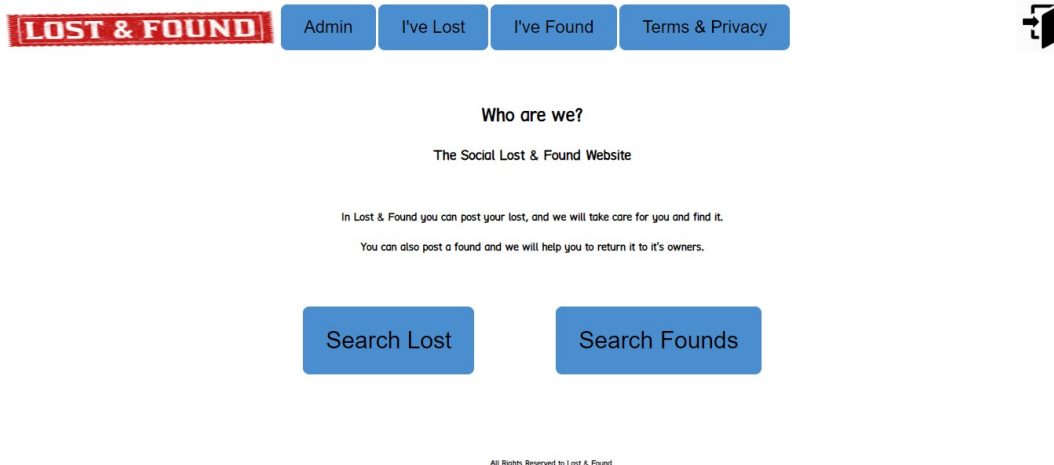 LOST & FOUND
Admin
I've Lost
I've Found
Terms & Privacy
Who are we?
The Social Lost & Found Website
In Lost & Found you can post your lost, and we will take care for you and find it.
You can also post a found and we will help you to return it to it's owners.
Search Lost
Search Founds
All Rights Reserved to Lost & Found